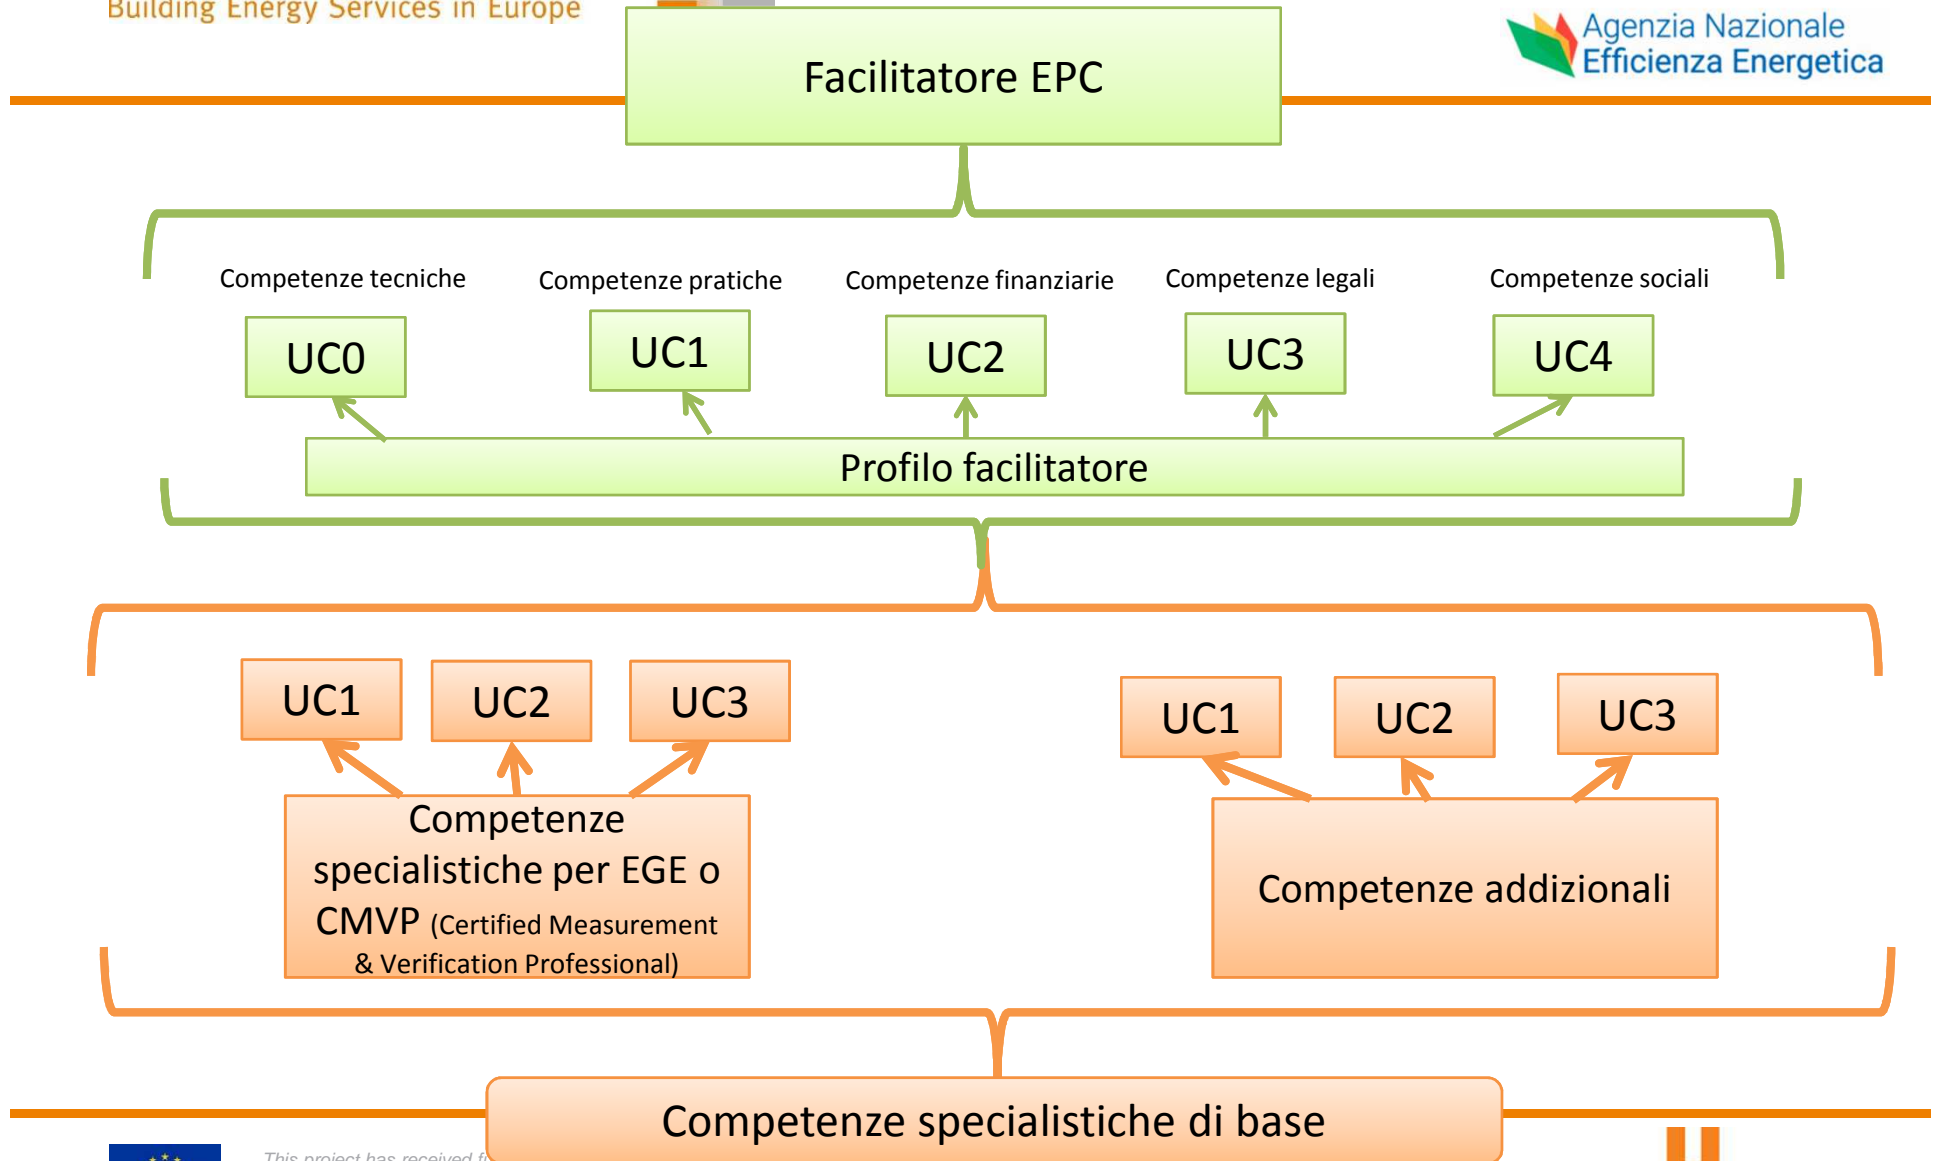 Building Energy Services in Europe
Agenzia Nazionale
Efficienza Energetica
Facilitatore EPC
Competenze tecniche
Competenze pratiche
Competenze finanziarie
Competenze legali
Competenze sociali
UC0
UC1
UC2
UC3
UC4
Profilo facilitatore
UC1
UC2
UC3
UC1
UC2
UC3
Competenze
specialistiche per EGE o
CMVP (Certified Measurement
& Verification Professional)
Competenze addizionali
Competenze specialistiche di base
This project has received